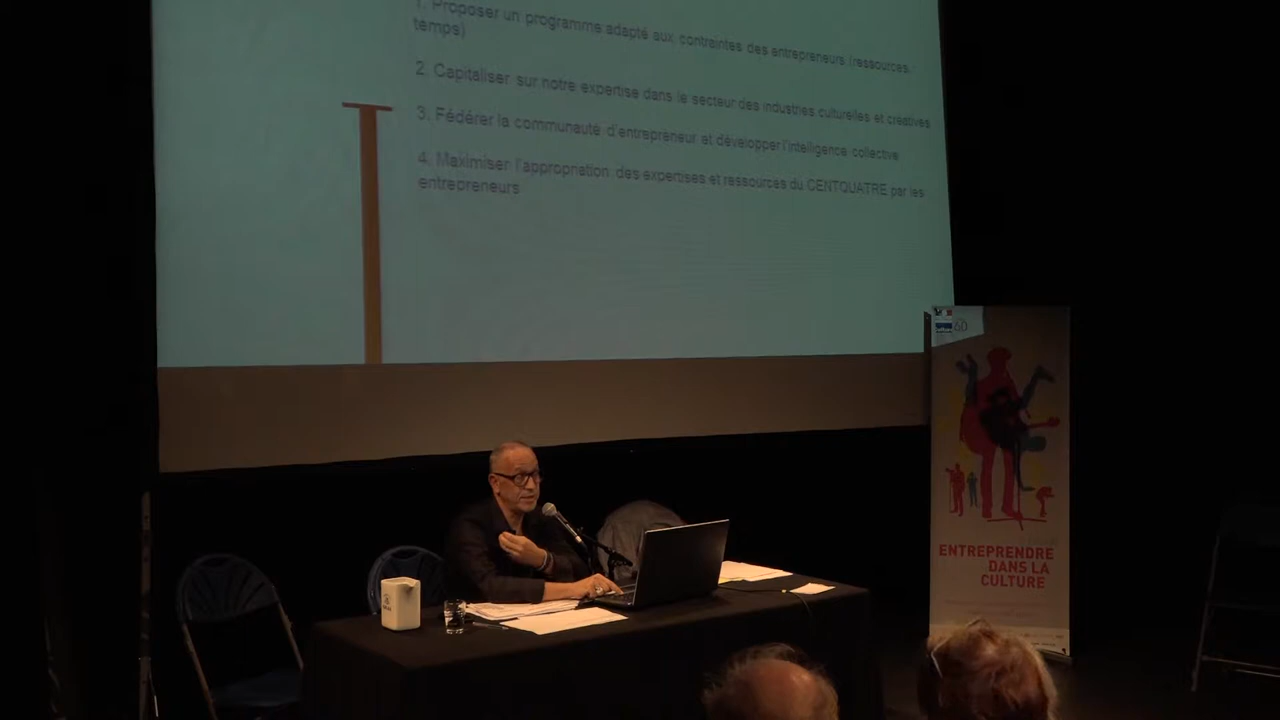 1. Proposer un programme adapté aux contraintes des entrepreneurs (ressources,
temps)
2. Capitaliser sur notre expertise dans le secteur des industries culturelles et créatives
3. Fédérer la communauté d'entrepreneur et développer l'intelligence collective
4. Maximiser l'appropriation des expertises et ressources du CENTQUATRE par les
entrepreneurs
60
ENTREPRENDRE
DANS LA
CULTURE